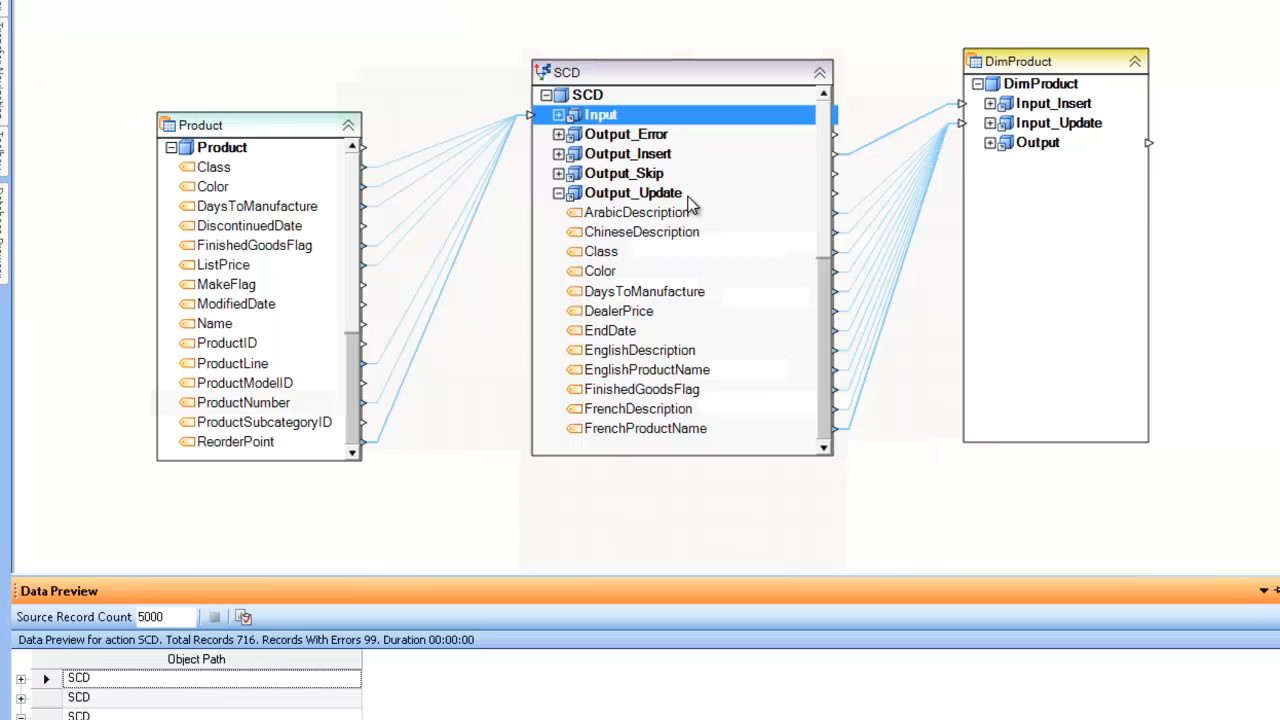 Product
Product
Class
Color
DaysToManufacture
DiscontinuedDate
FinishedGoodsFlag
ListPrice
MakeFlag
ModifiedDate
Name
ProductID
ProductLine
ProductModelID
ProductNumber
ProductSubcategoryID
ReorderPoint
SCD
SCD
Input
Output_Error
Output_Insert
Output_Skip
Output_Update
ArabicDescription
ChineseDescription
Class
Color
DaysToManufacture
DealerPrice
EndDate
EnglishDescription
EnglishProductName
FinishedGoodsFlag
FrenchDescription
FrenchProductName
DimProduct
DimProduct
Input_Insert
Input_Update
Output
Data Preview
Source Record Count 5000
Data Preview for action SCD. Total Records 716. Records With Errors 99. Duration 00:00:00
Object Path
SCD
SCD
SCD